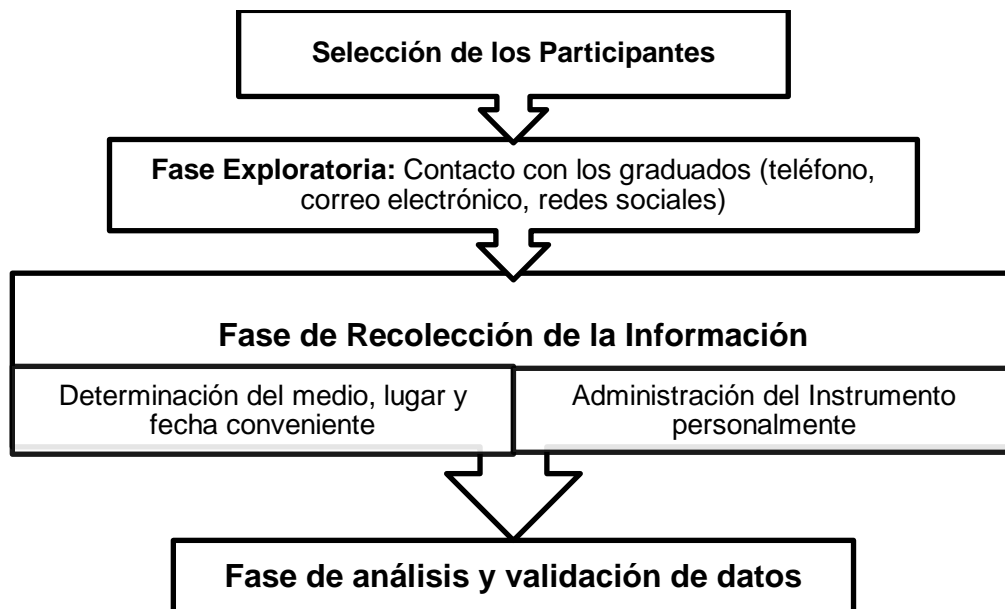 Selección de los Participantes
Fase Exploratoria: Contacto con los graduados (teléfono,
correo electrónico, redes sociales)
Fase de Recolección de la Información
Determinación del medio, lugar y
fecha conveniente
Administración del Instrumento
personalmente
Fase de análisis y validación de datos